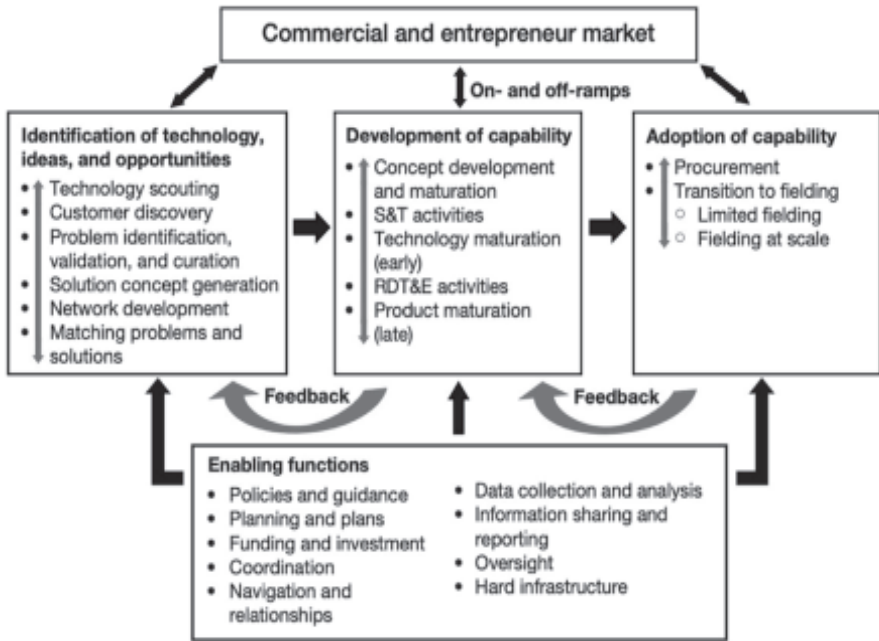 Commercial and entrepreneur market
On- and off-ramps
Identification of technology,
ideas, and opportunities
• Technology scouting
• Customer discovery
• Problem identification,
validation, and curation
• Solution concept generation
• Network development
• Matching problems and
solutions
Development of capability
• Concept development
and maturation
• S&T activities
• Technology maturation
(early)
• RDT&E activities
• Product maturation
(late)
Adoption of capability
• Procurement
• Transition to fielding
○ Limited fielding
○ Fielding at scale
Feedback
Feedback
Enabling functions
• Policies and guidance
• Planning and plans
• Funding and investment
• Coordination
• Navigation and
relationships
• Data collection and analysis
• Information sharing and
reporting
• Oversight
• Hard infrastructure